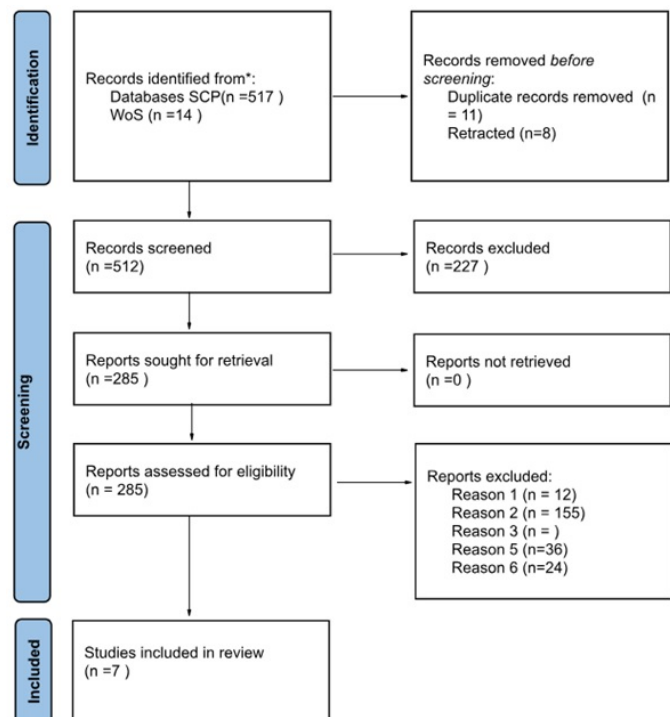 Identification
Records identified from*:
Databases SCP(n =517 )
WoS (n =14 )
Records removed before
screening:
Duplicate records removed (n
= 11)
Retracted (n=8)
Screening
Records screened
(n =512)
Records excluded
(n =227 )
Reports sought for retrieval
(n =285 )
Reports not retrieved
(n =0 )
Reports assessed for eligibility
(n = 285)
Reports excluded:
Reason 1 (n = 12)
Reason 2 (n = 155)
Reason 3 (n = )
Reason 5 (n=36)
Reason 6 (n=24)
Included
Studies included in review
(n =7 )